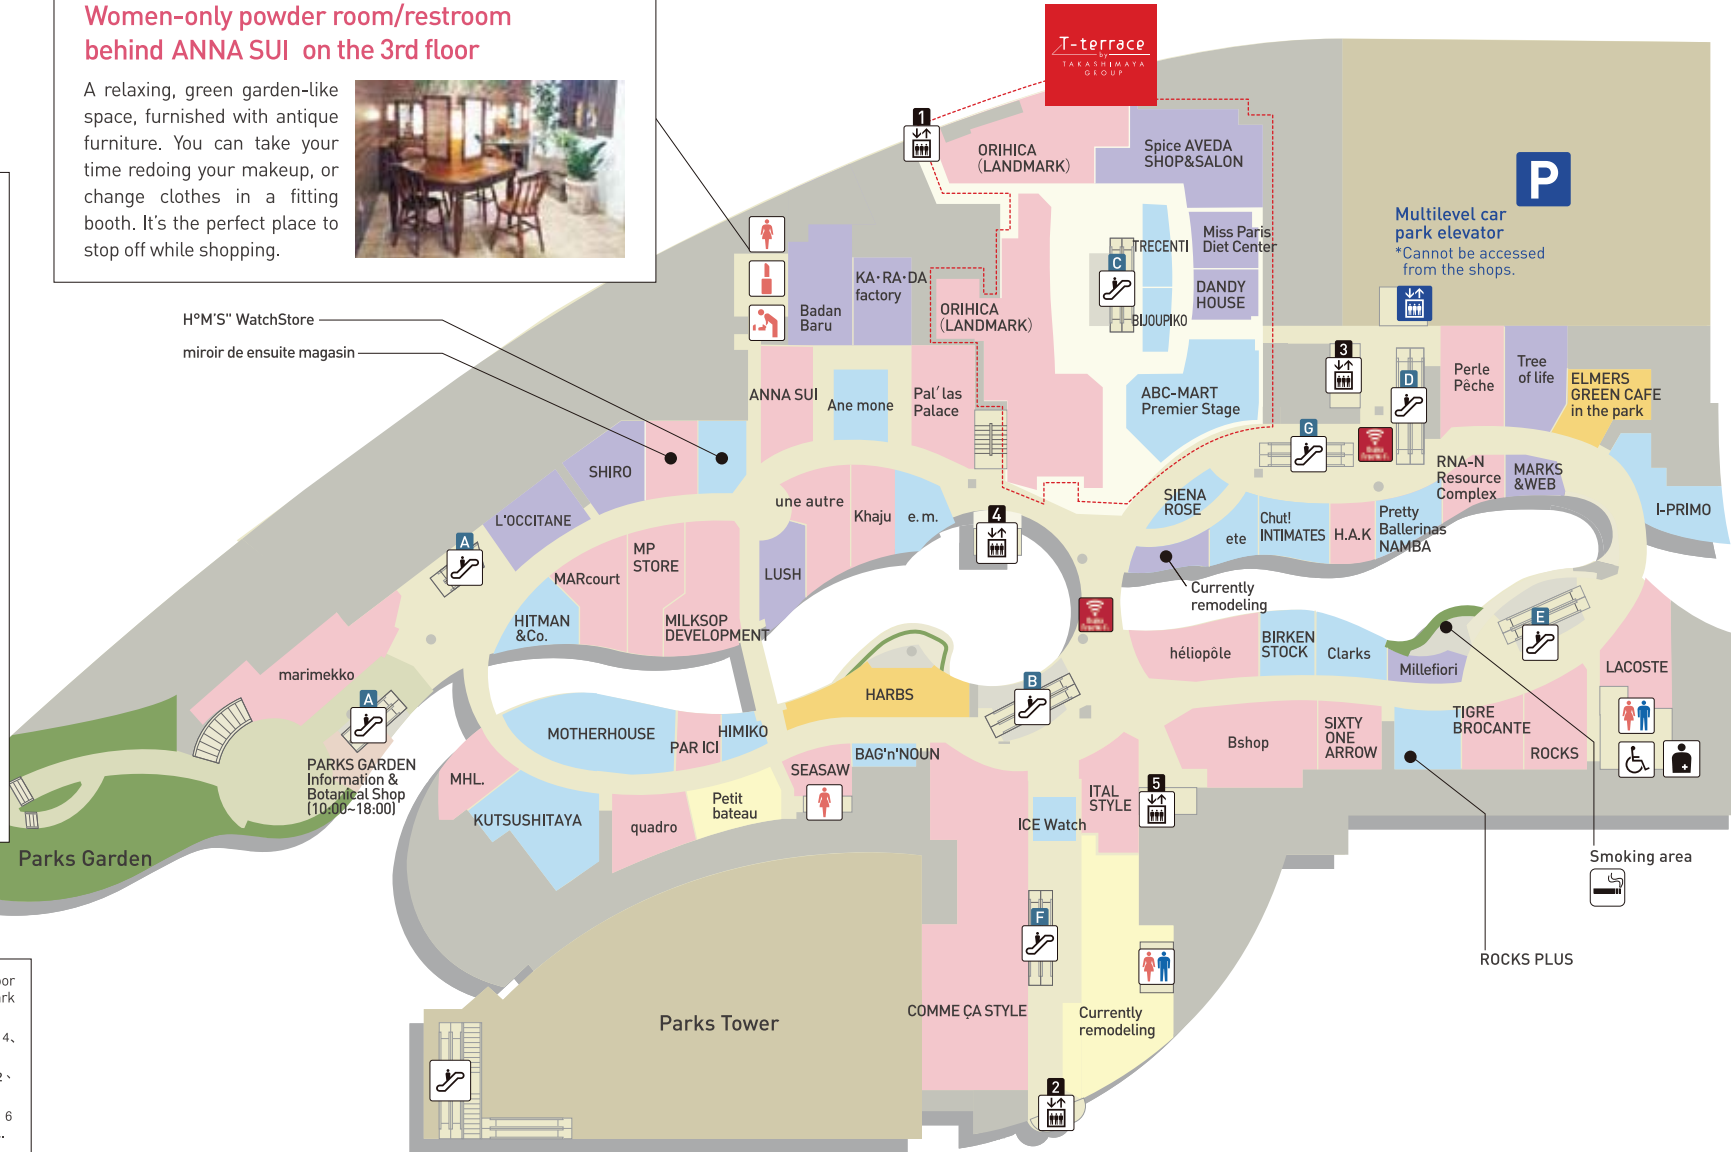 Women-only powder room/restroom
behind ANNA SUI on the 3rd floor
A relaxing, green garden-like
space, furnished with antique
furniture. You can take your
time redoing your makeup, or
change clothes in a fitting
booth. It's the perfect place to
stop off while shopping.
T-terrace
by
TAKASHIMAYA
GROUP
1
ORIHICA
(LANDMARK)
Spice AVEDA
SHOP&SALON
P
Multilevel car
park elevator
*Cannot be accessed
from the shops.
TRECENTI
Miss Paris
Diet Center
C
KA・RA・DA
factory
Badan
Baru
ORIHICA
(LANDMARK)
DANDY
HOUSE
BIJOUPIKO
H°M'S" WatchStore
miroir de ensuite magasin
3
D
Perle
Pêche
Tree
of life
ELMERS
GREEN CAFE
in the park
ANNA SUI
Ane mone
Pal'las
Palace
ABC-MART
Premier Stage
G
SHIRO
RNA-N
Resource
Complex
MARKS
&WEB
L'OCCITANE
une autre
Khaju
e.m.
4
SIENA
ROSE
ete
Chut!
INTIMATES
H.A.K
Pretty
Ballerinas
NAMBA
I-PRIMO
A
MP
STORE
MARcourt
LUSH
Currently
remodeling
HITMAN
&Co.
MILKSOP
DEVELOPMENT
E
héliopôle
BIRKEN
STOCK
Clarks
Millefiori
LACOSTE
marimekko
A
HARBS
B
MOTHERHOUSE
PAR ICI
HIMIKO
BAG'n'NOUN
Bshop
SIXTY
ONE
ARROW
TIGRE
BROCANTE
ROCKS
PARKS GARDEN
Information &
Botanical Shop
(10:00~18:00)
MHL.
SEASAW
5
ITAL
STYLE
KUTSUSHITAYA
quadro
Petit
bateau
ICE Watch
Parks Garden
Smoking area
F
ROCKS PLUS
COMME ÇA STYLE
Currently
remodeling
Parks Tower
2
4、
2、
6